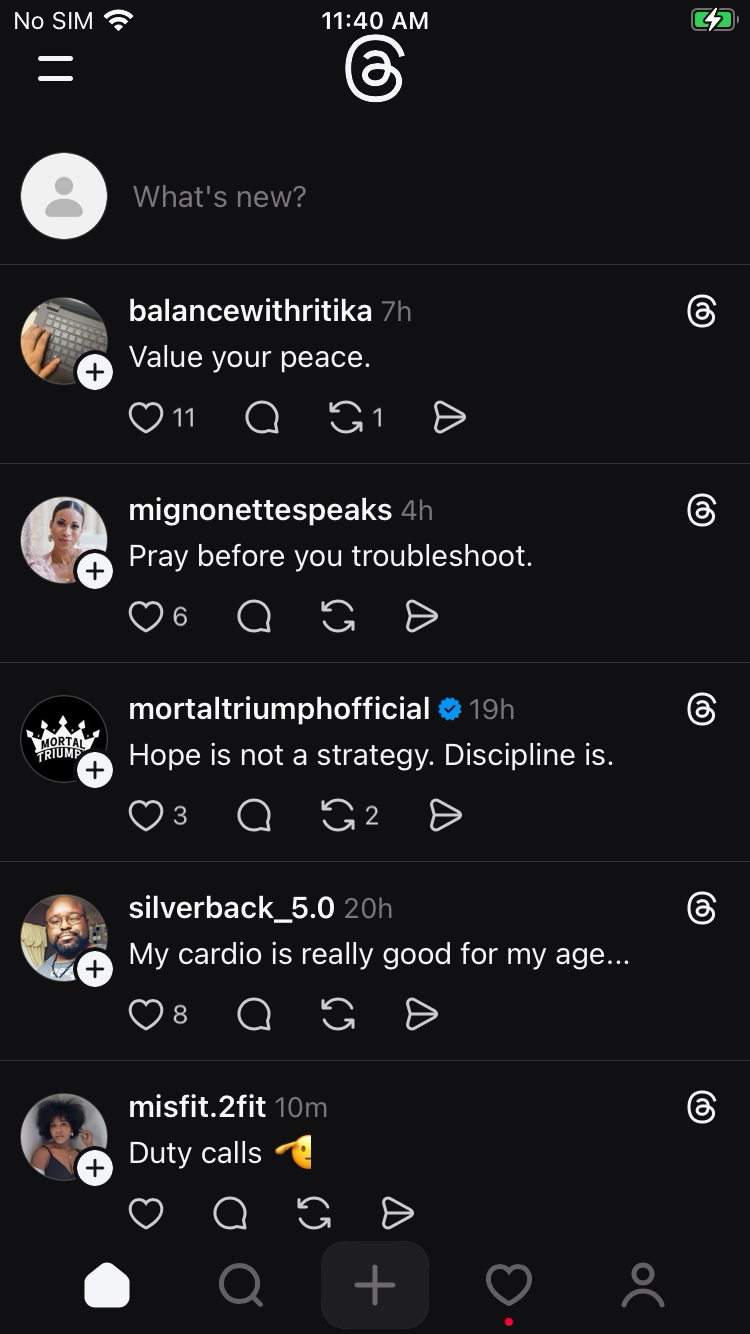 No SIM 11:40 AM
What's new?
balancewithritika 7h
Value your peace.
11 1
mignonettespeaks 4h
Pray before you troubleshoot.
6
mortaltriumphofficial 19h
MORTAL
TRIUMP
Hope is not a strategy. Discipline is.
3 2
silverback_5.0 20h
My cardio is really good for my age...
8
misfit.2fit 10m
Duty calls